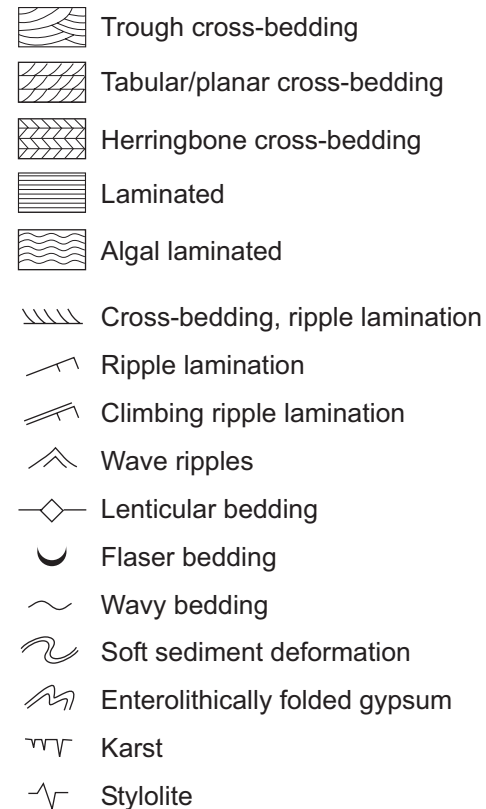 Trough cross-bedding
Tabular/planar cross-bedding
Herringbone cross-bedding
Laminated
Algal laminated
Cross-bedding, ripple lamination
Ripple lamination
Climbing ripple lamination
Wave ripples
Lenticular bedding
Flaser bedding
Wavy bedding
Soft sediment deformation
Enterolithically folded gypsum
Karst
Stylolite